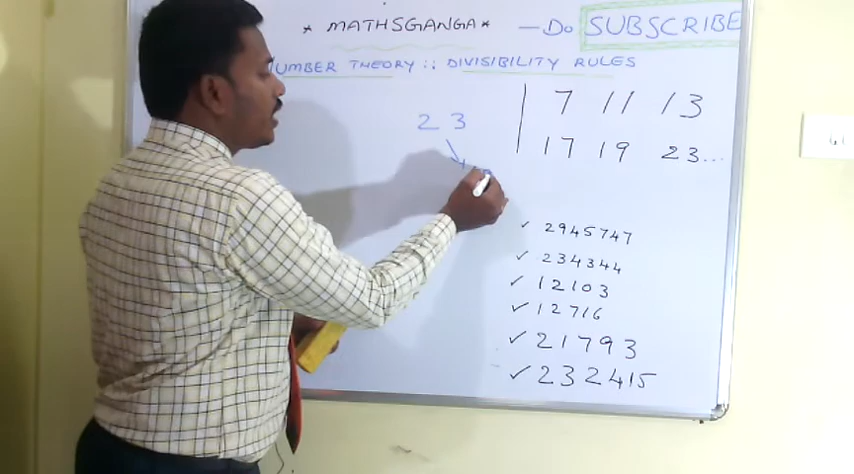 * MATHSGANGA * — Do SUBSCRIBE
NUMBER THEORY :: DIVISIBILITY RULES
7 11 13
17 19 23...
2 3
✓ 2945747
✓ 234344
✓ 12103
✓ 12716
✓ 21793
✓ 232415